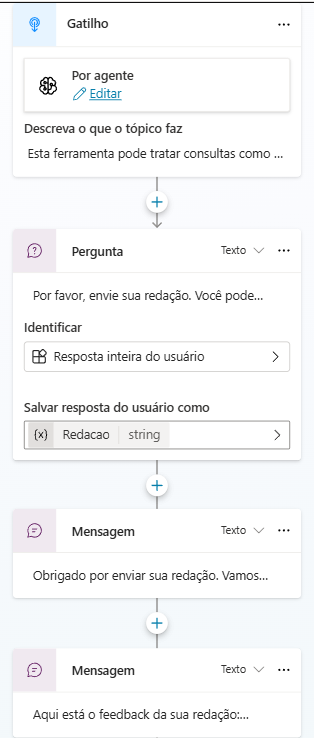 Gatilho
Por agente
Editar
Descreva o que o tópico faz
Esta ferramenta pode tratar consultas como ...
Pergunta
Texto
Por favor, envie sua redação. Você pode...
Identificar
Resposta inteira do usuário
Salvar resposta do usuário como
{x} Redacao string
Mensagem
Texto
Obrigado por enviar sua redação. Vamos...
Mensagem
Texto
Aqui está o feedback da sua redação:...